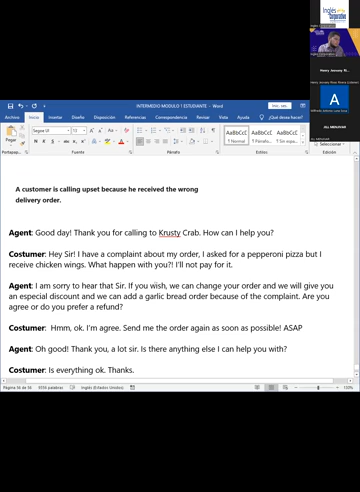 Inglés
Corporativo
INTERMEDIO MODULO 1 ESTUDIANTE - Word
Inic. ses.
Archivo Inicio Insertar Diseño Disposición Referencias Correspondencia Revisar Vista Ayuda ¿Qué desea hacer?
Pegar
Segoe UI
N K S
AaBbCcC AaBbCcC AaBbCc
¶ Normal
Seleccionar
Fuente Párrafo Estilos Edición
A
A customer is calling upset because he received the wrong
delivery order.
Agent: Good day! Thank you for calling to Krusty Crab. How can I help you?
Costumer: Hey Sir! I have a complaint about my order, I asked for a pepperoni pizza but I
receive chicken wings. What happen with you?! I'll not pay for it.
Agent: I am sorry to hear that Sir. If you wish, we can change your order and we will give you
an especial discount and we can add a garlic bread order because of the complaint. Are you
agree or do you prefer a refund?
Costumer: Hmm, ok. I'm agree. Send me the order again as soon as possible! ASAP
Agent: Oh good! Thank you, a lot sir. Is there anything else I can help you with?
Costumer: Is everything ok. Thanks.
Inglés (Estados Unidos)